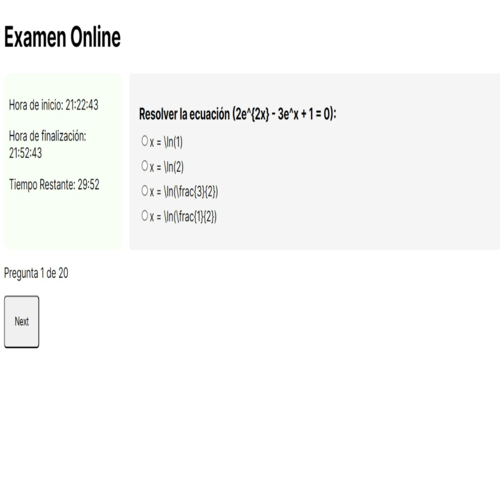 Examen Online
Hora de inicio: 21:22:43
Hora de finalización:
21:52:43
Tiempo Restante: 29:52
Resolver la ecuación (2e^{2x} - 3e^x + 1 = 0):
x = \ln(1)
x = \ln(2)
x = \ln(\frac{3}{2})
x = \ln(\frac{1}{2})
Pregunta 1 de 20
Next